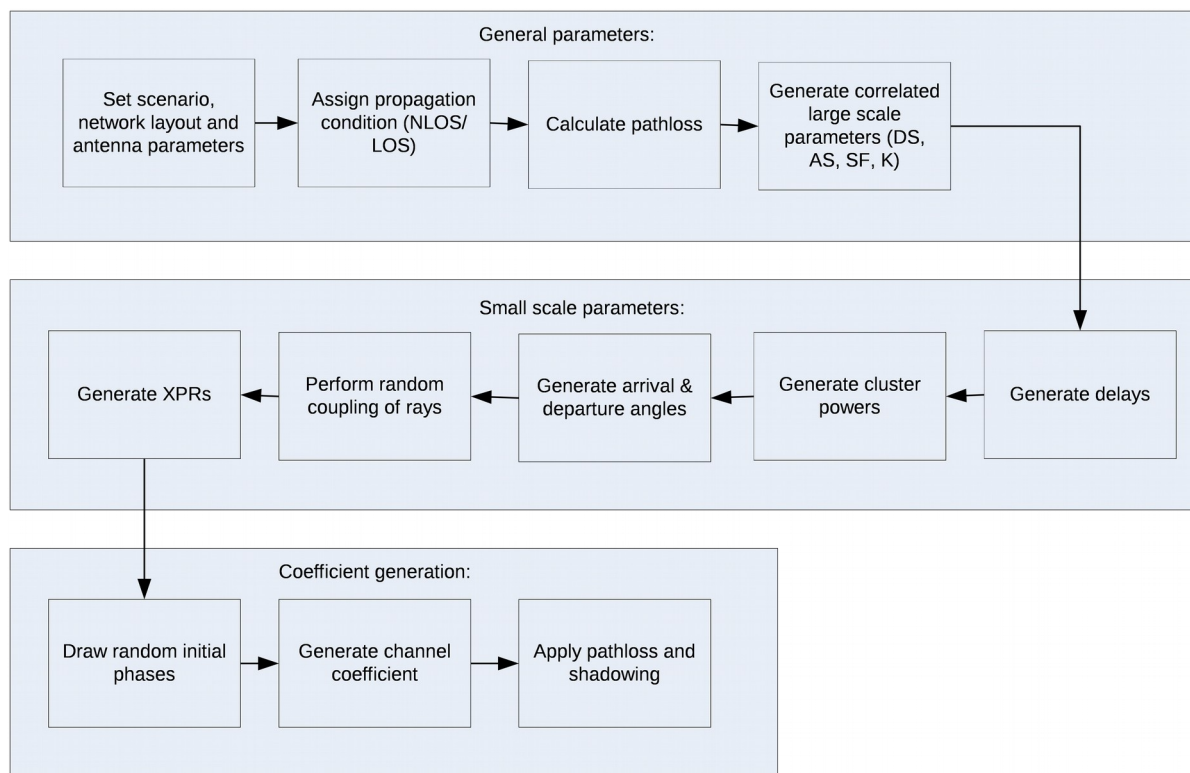 General parameters:
Set scenario,
network layout and
antenna parameters
Assign propagation
condition (NLOS/
LOS)
Calculate pathloss
Generate correlated
large scale
parameters (DS,
AS, SF, K)
Small scale parameters:
Generate XPRs
Perform random
coupling of rays
Generate arrival &
departure angles
Generate cluster
powers
Generate delays
Coefficient generation:
Draw random initial
phases
Generate channel
coefficient
Apply pathloss and
shadowing